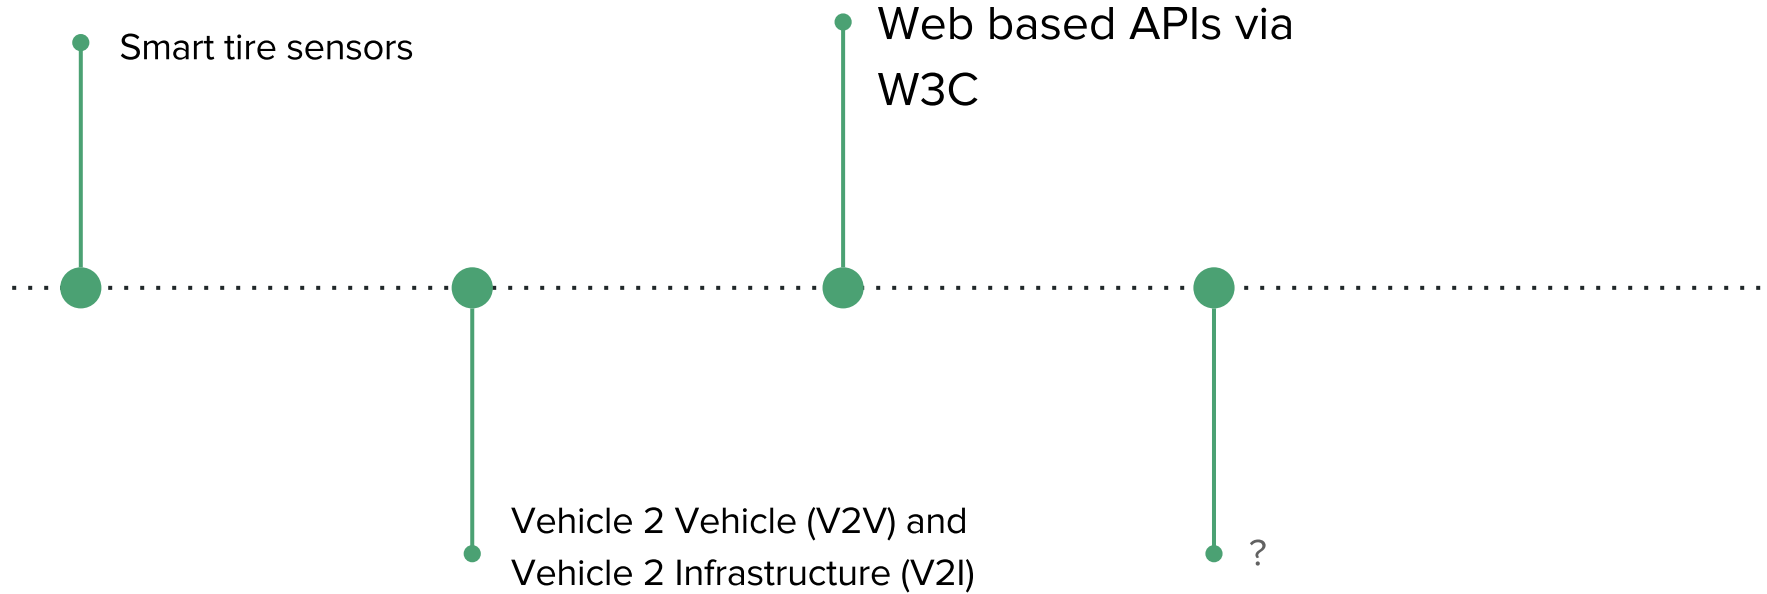 Smart tire sensors
Vehicle 2 Vehicle (V2V) and
Vehicle 2 Infrastructure (V2I)
Web based APIs via
W3C
?